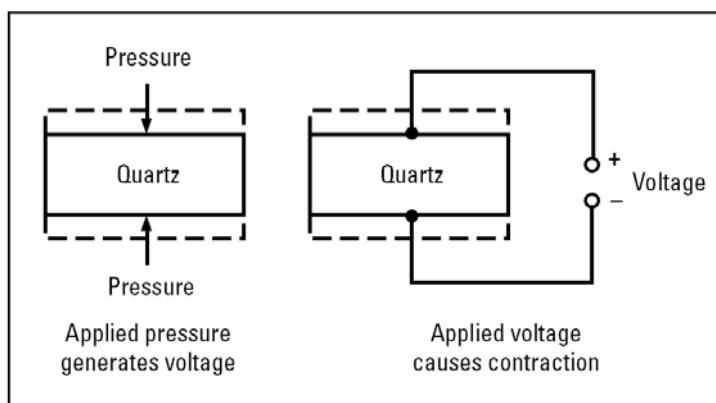 Pressure
Quartz
Pressure
Applied pressure
generates voltage
Quartz
+
Voltage
–
Applied voltage
causes contraction